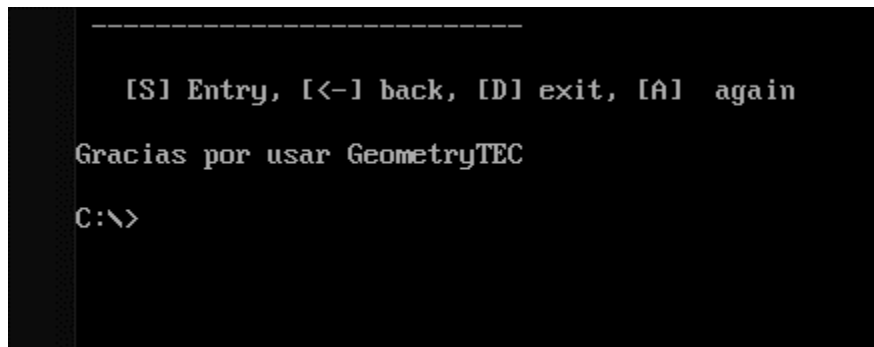 ---------------------------
[S] Entry, [<-] back, [D] exit, [A]  again
Gracias por usar GeometryTEC
C:\>